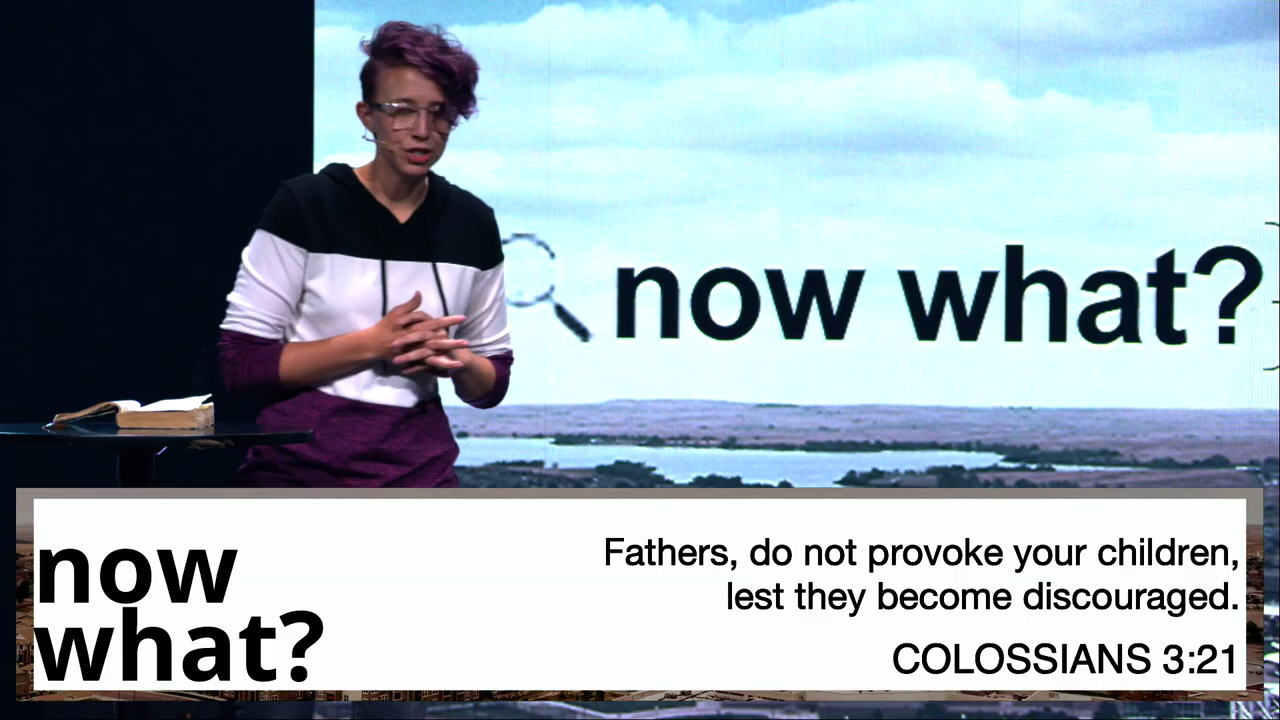 now what?
now
what?
Fathers, do not provoke your children,
lest they become discouraged.
COLOSSIANS 3:21